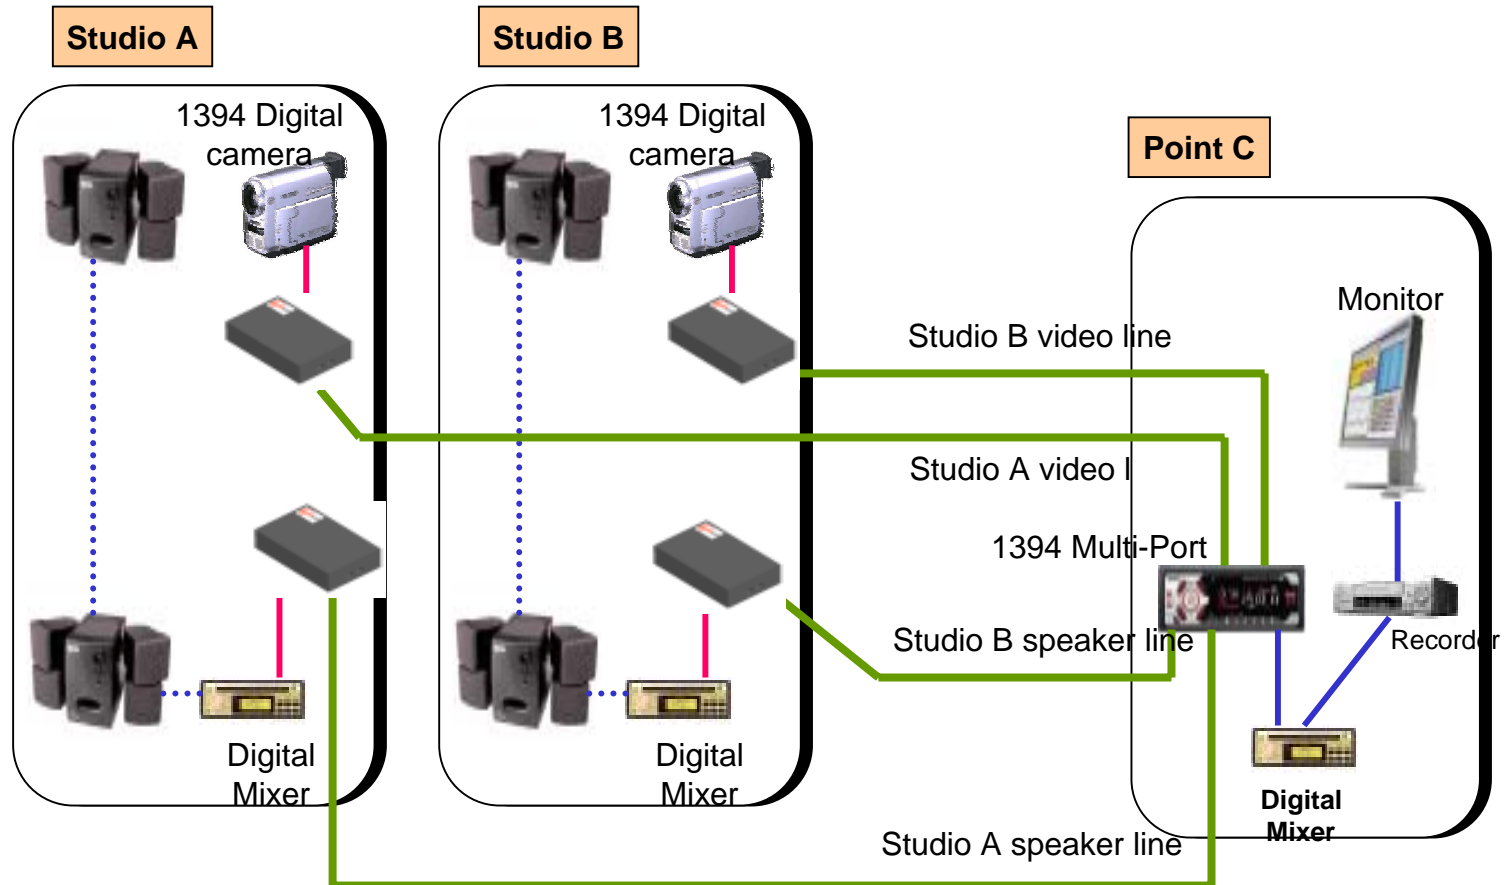 Studio A
Studio B
1394 Digital
camera
1394 Digital
camera
Point C
Monitor
Studio B video line
Studio A video l
1394 Multi-Port
Studio B speaker line
Recorder
Digital
Mixer
Digital
Mixer
Digital
Mixer
Studio A speaker line